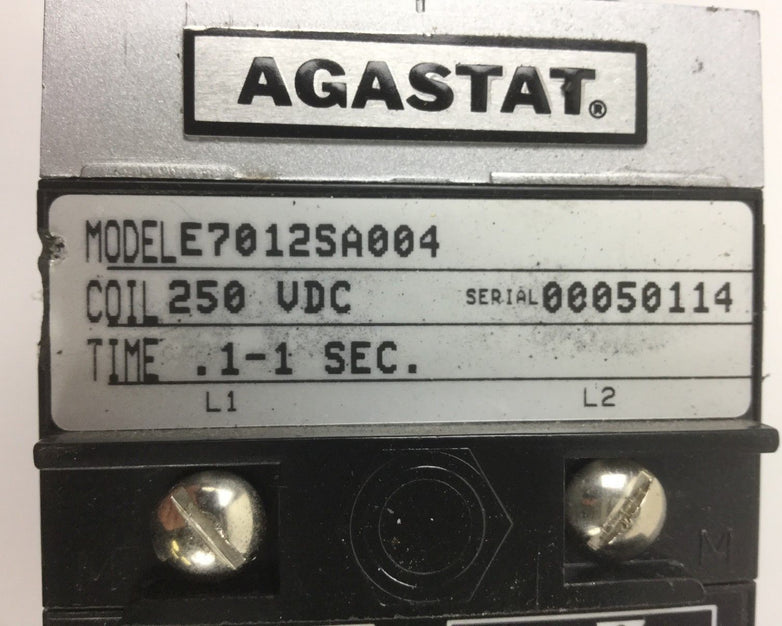 AGASTAT®
MODEL E7012SA004
COIL 250 VDC SERIAL 00050114
TIME .1-1 SEC.
L1 L2
M